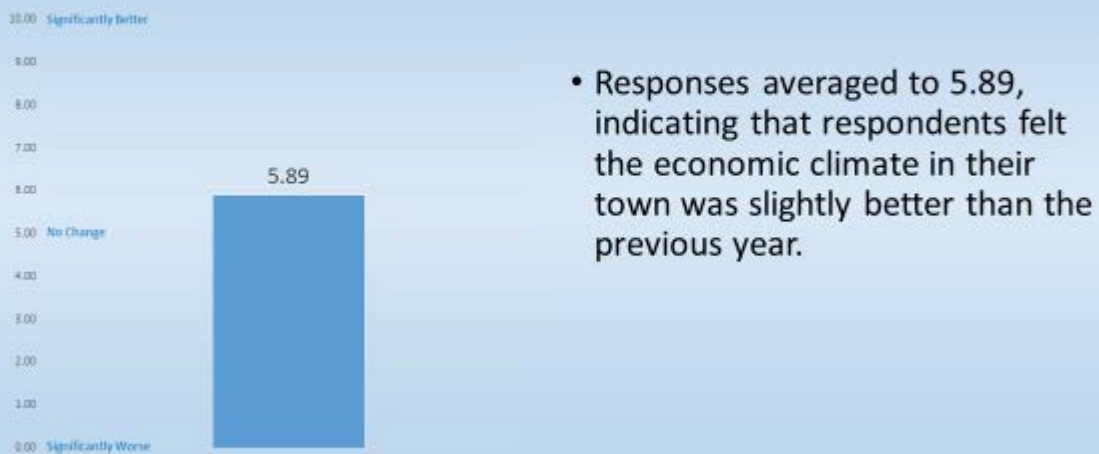 10.00 Significantly Better
9.00
8.00
7.00
6.00
5.00 No Change
4.00
3.00
2.00
1.00
0.00 Significantly Worse
5.89
• Responses averaged to 5.89,
indicating that respondents felt
the economic climate in their
town was slightly better than the
previous year.